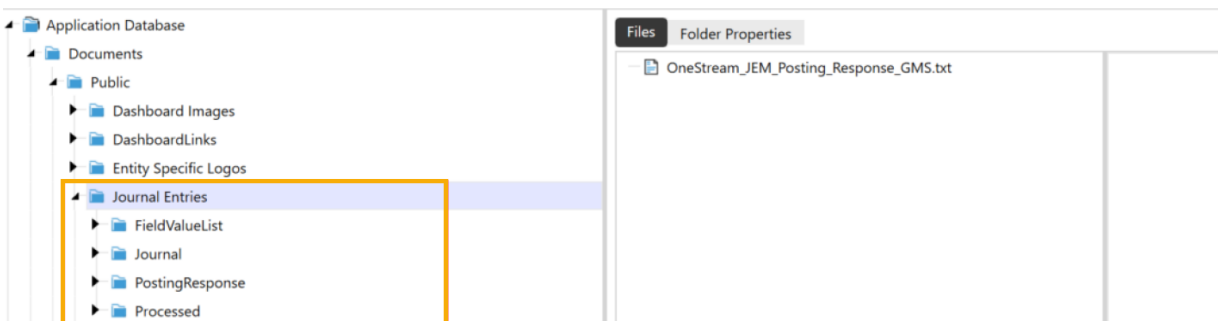 Application Database
Documents
Public
Dashboard Images
DashboardLinks
Entity Specific Logos
Journal Entries
FieldValueList
Journal
PostingResponse
Processed
Files Folder Properties
OneStream_JEM_Posting_Response_GMS.txt